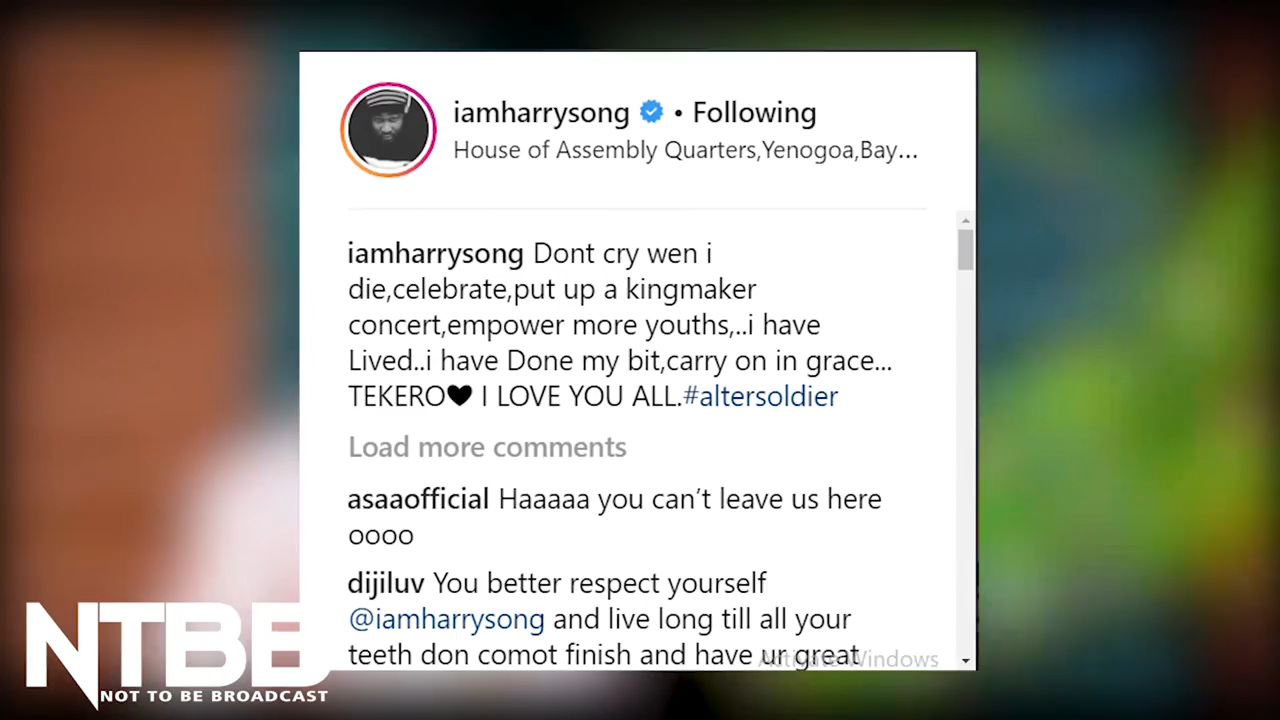 iamharrysong • Following
House of Assembly Quarters,Yenogoa,Bay...
iamharrysong Dont cry wen i
die,celebrate,put up a kingmaker
concert,empower more youths,..i have
Lived..i have Done my bit,carry on in grace...
TEKERO🖤 I LOVE YOU ALL.#altersoldier
Load more comments
asaaofficial Haaaaa you can't leave us here
oooo
dijiluv You better respect yourself
@iamharrysong and live long till all your
teeth don comot finish and have ur great
Activate Windows
NTBB
NOT TO BE BROADCAST